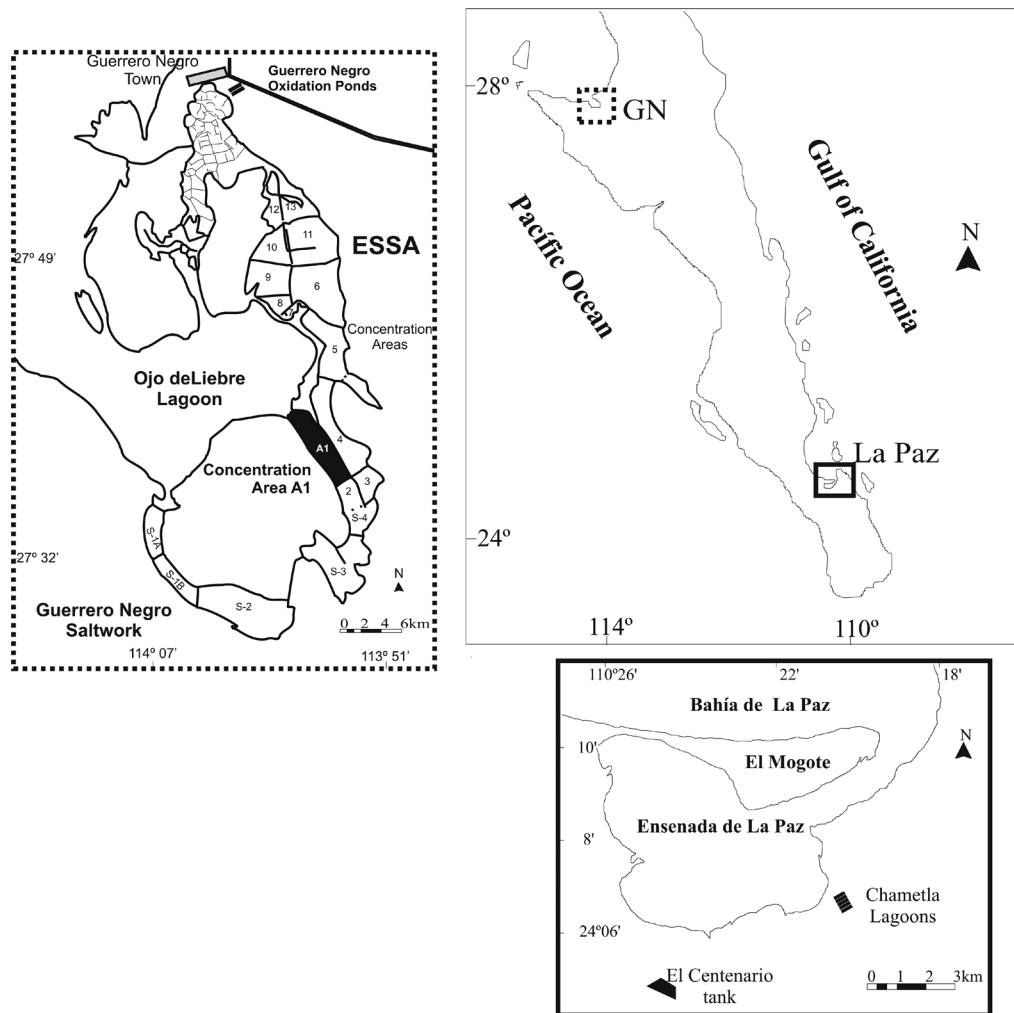 Guerrero Negro
Town
Guerrero Negro
Oxidation Ponds
12
13
11
10
ESSA
27º 49'
9
6
8
7
Concentration
Areas
5
Ojo deLiebre
Lagoon
A1
4
Concentration
Area A1
2
3
S-4
S-1A
27º 32'
S-1B
S-3
S-2
N
Guerrero Negro
Saltwork
0 2 4 6km
114º 07'
113º 51'
28º
GN
Gulf of California
Pacífic Ocean
N
La Paz
24º
114º
110º
110º26'
22'
18'
Bahía de La Paz
N
10'
El Mogote
Ensenada de La Paz
8'
Chametla
Lagoons
24º06'
El Centenario
tank
0 1 2 3km